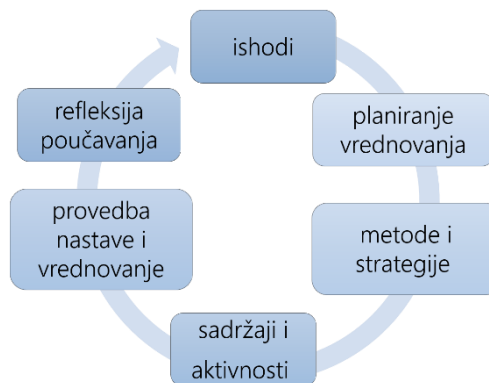 ishodi
planiranje
vrednovanja
metode i
strategije
sadržaji i
aktivnosti
provedba
nastave i
vrednovanje
refleksija
poučavanja